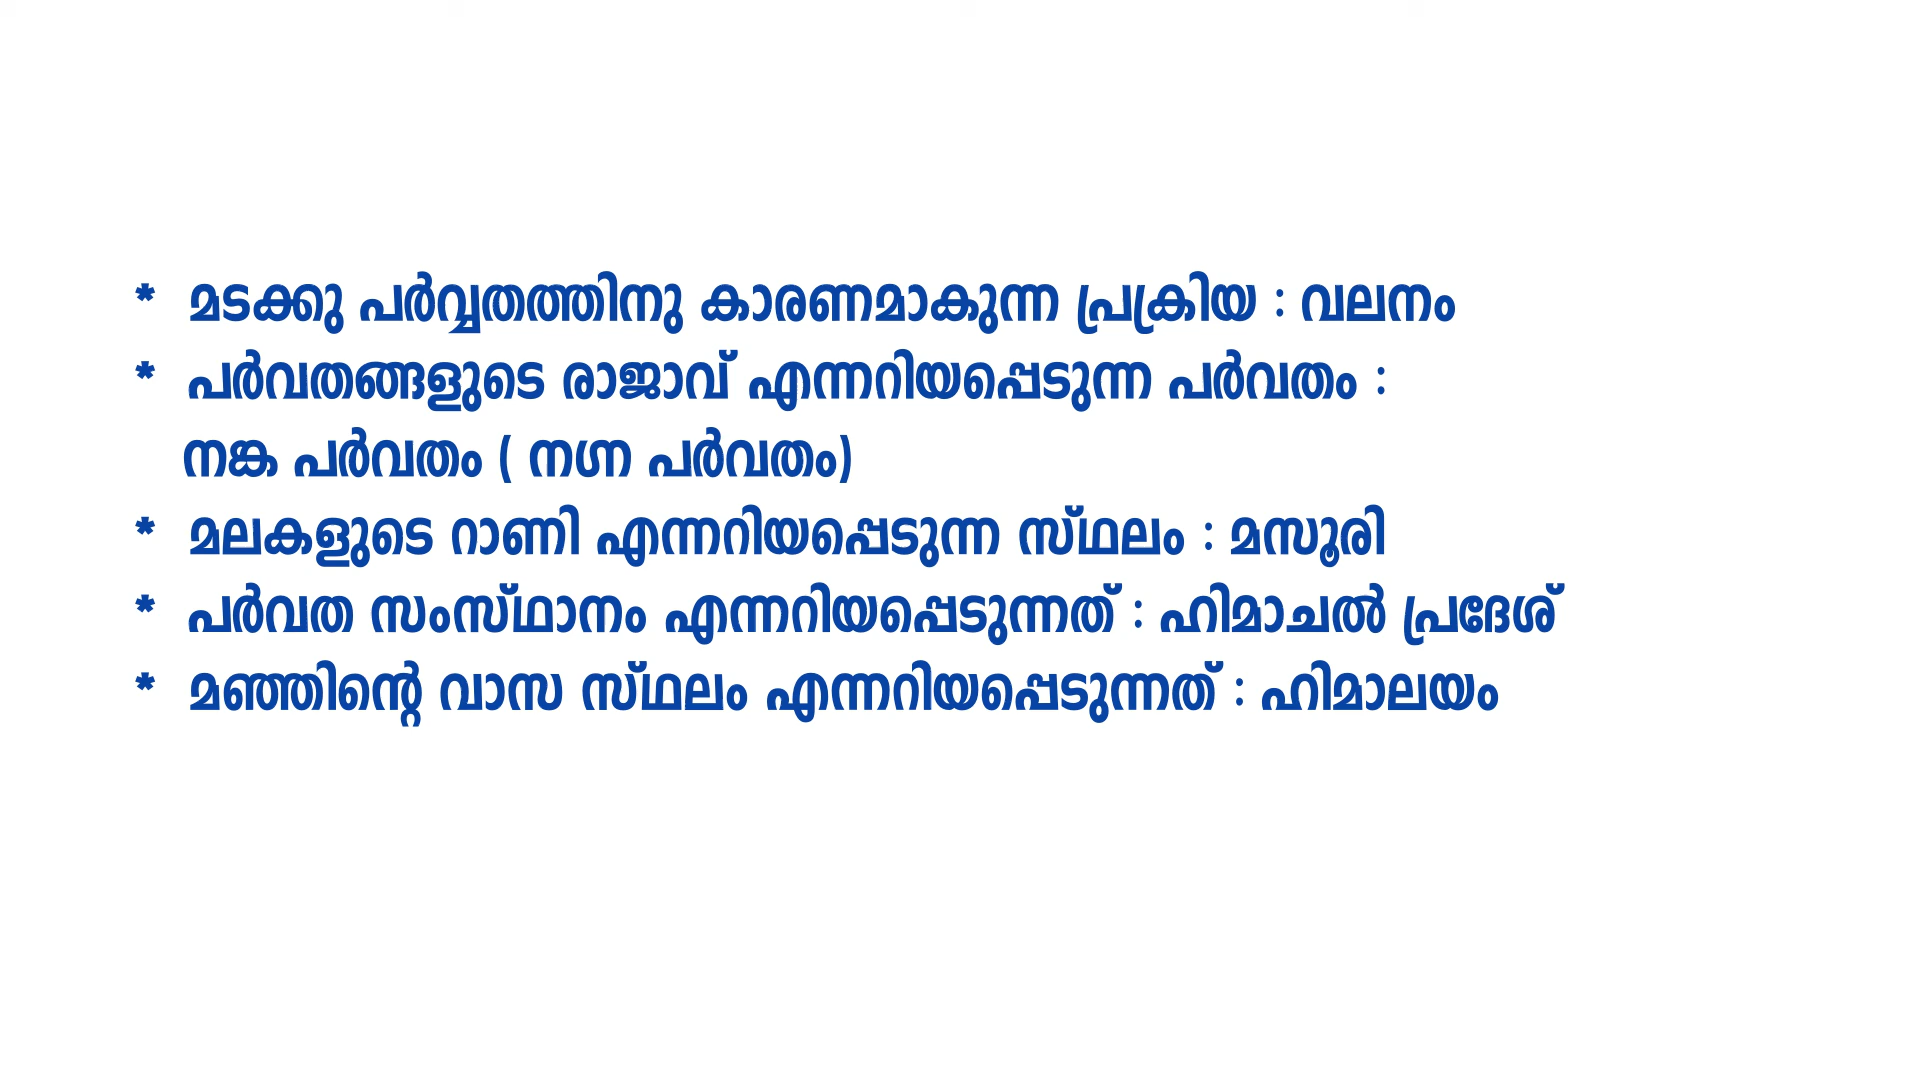 * മടക്കു പർവ്വതത്തിനു കാരണമാകുന്ന പ്രക്രിയ : വലനം
* പർവതങ്ങളുടെ രാജാവ് എന്നറിയപ്പെടുന്ന പർവതം :
നങ്ക പർവതം ( നഗ്ന പർവതം)
* മലകളുടെ റാണി എന്നറിയപ്പെടുന്ന സ്ഥലം : മസൂരി
* പർവത സംസ്ഥാനം എന്നറിയപ്പെടുന്നത് : ഹിമാചൽ പ്രദേശ്
* മഞ്ഞിന്റെ വാസ സ്ഥലം എന്നറിയപ്പെടുന്നത് : ഹിമാലയം